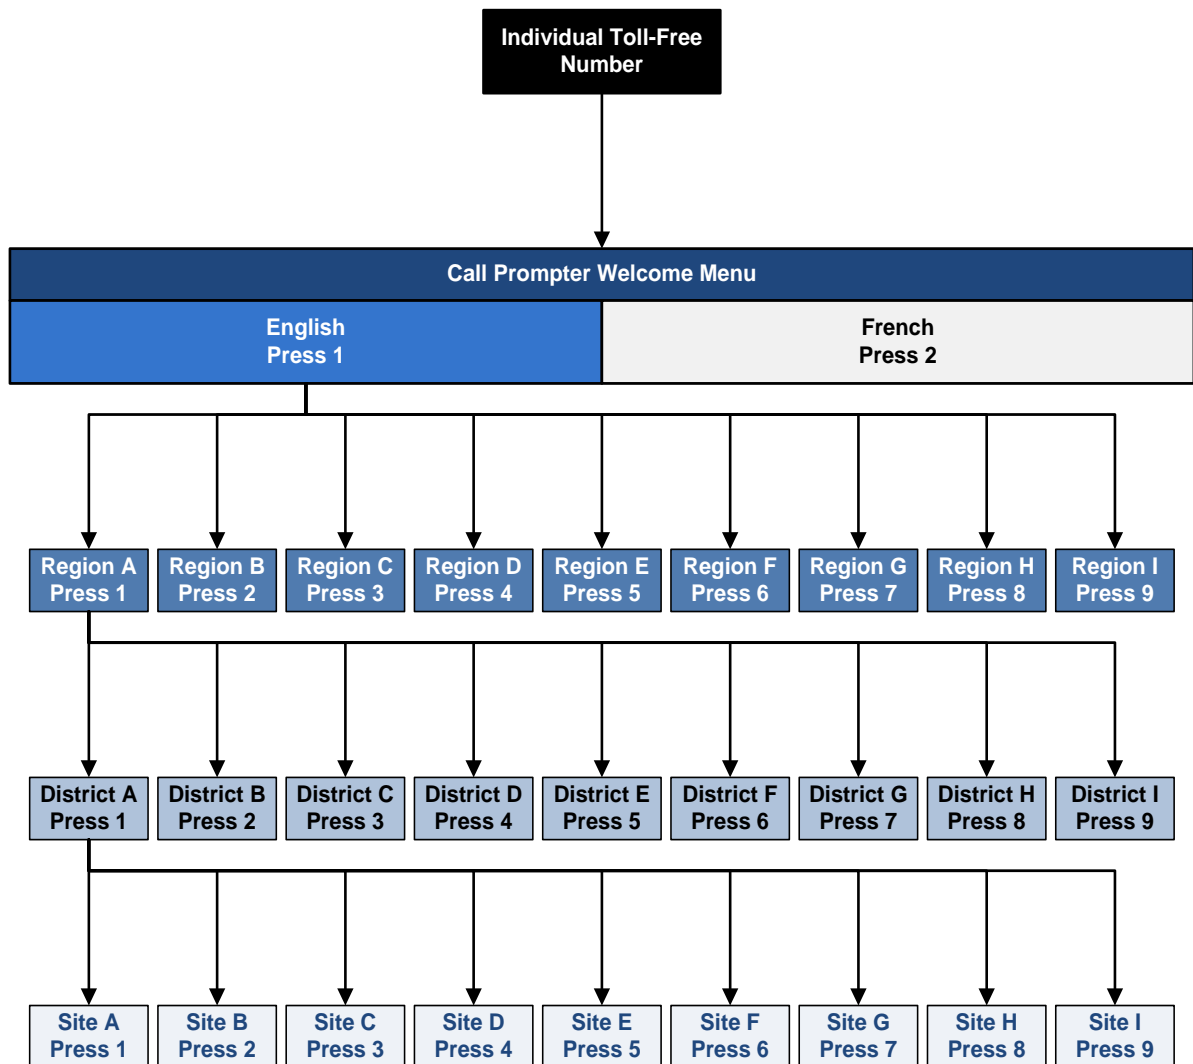 Individual Toll-Free
Number
Call Prompter Welcome Menu
English
Press 1
French
Press 2
Region A
Press 1
Region B
Press 2
Region C
Press 3
Region D
Press 4
Region E
Press 5
Region F
Press 6
Region G
Press 7
Region H
Press 8
Region I
Press 9
District A
Press 1
District B
Press 2
District C
Press 3
District D
Press 4
District E
Press 5
District F
Press 6
District G
Press 7
District H
Press 8
District I
Press 9
Site A
Press 1
Site B
Press 2
Site C
Press 3
Site D
Press 4
Site E
Press 5
Site F
Press 6
Site G
Press 7
Site H
Press 8
Site I
Press 9